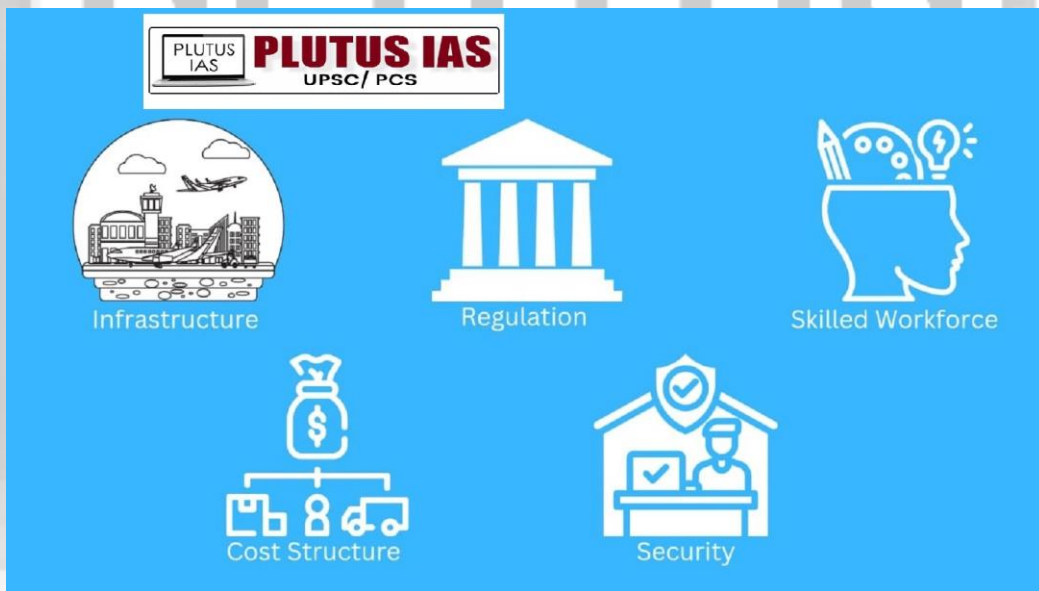 PLUTUS
IAS
PLUTUS IAS
UPSC/ PCS
Infrastructure
Regulation
Skilled Workforce
Cost Structure
Security